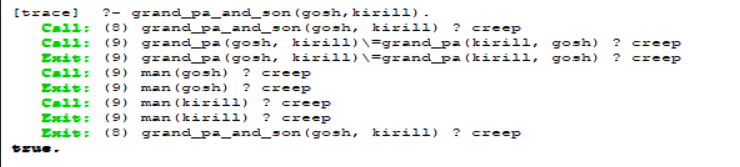 [trace]  ?- grand_pa_and_son(gosh,kirill).
   Call: (8) grand_pa_and_son(gosh, kirill) ? creep
   Call: (9) grand_pa(gosh, kirill)\=grand_pa(kirill, gosh) ? creep
   Exit: (9) grand_pa(gosh, kirill)\=grand_pa(kirill, gosh) ? creep
   Call: (9) man(gosh) ? creep
   Exit: (9) man(gosh) ? creep
   Call: (9) man(kirill) ? creep
   Exit: (9) man(kirill) ? creep
   Exit: (8) grand_pa_and_son(gosh, kirill) ? creep
true.